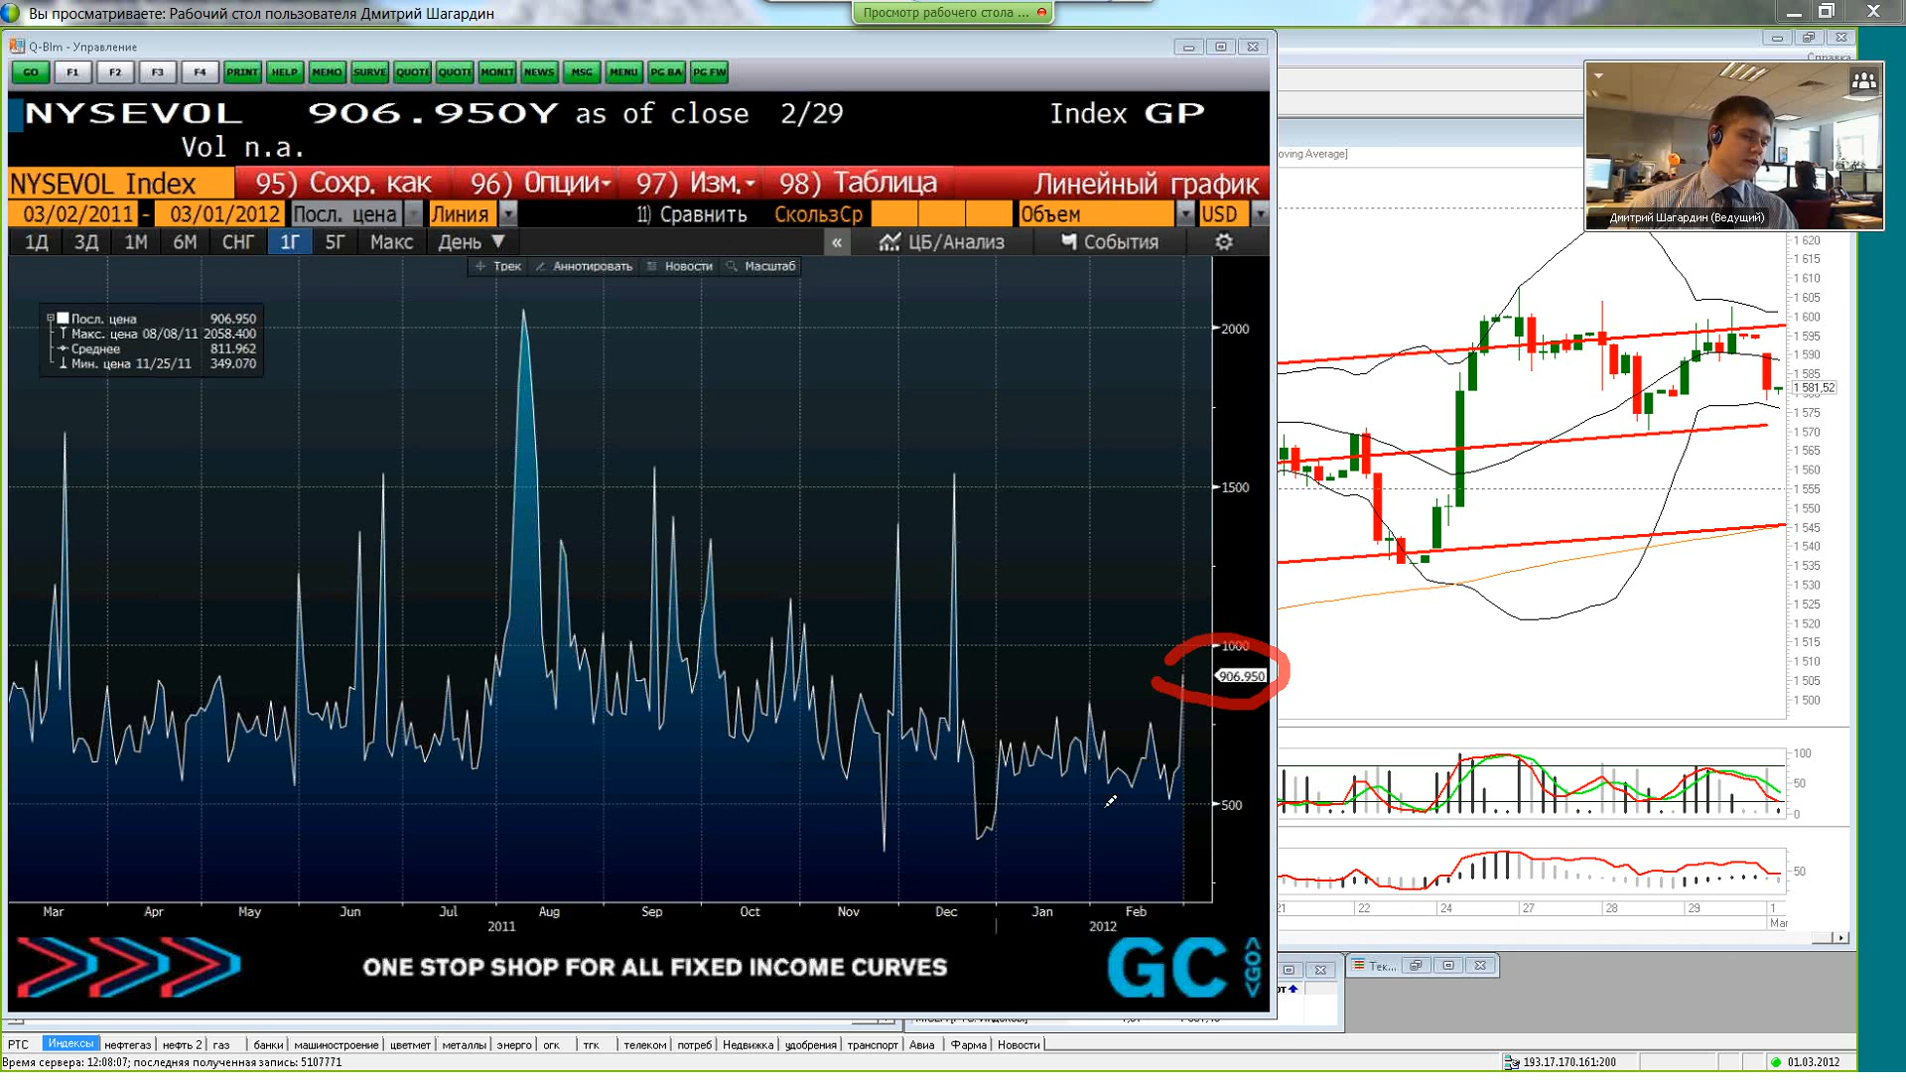 Вы просматриваете: Рабочий стол пользователя Дмитрий Шагардин
Просмотр рабочего стола ...
Q-Blm - Управление
GO F1 F2 F3 F4 PRINT HELP MEMO SURVE QUOTI QUOTI MONIT NEWS MSG MENU PG BA PG FW
NYSEVOL 906.950Y as of close 2/29 Index GP
Vol n.a.
NYSEVOL Index 95) Сохр. как 96) Опции 97) Изм. 98) Таблица Линейный график
03/02/2011 - 03/01/2012 Посл. цена Линия 11) Сравнить СкользСр Объем USD
1Д 3Д 1М 6М СНГ 1Г 5Г Макс День ▼ « ЦБ/Анализ События
Трек Аннотировать Новости Масштаб
Посл. цена 906.950
Макс. цена 08/08/11 2058.400
Среднее 811.962
Мин. цена 11/25/11 349.070
2000
1500
1000
906.950
500
Mar Apr May Jun Jul Aug Sep Oct Nov Dec Jan Feb
2011 2012
ONE STOP SHOP FOR ALL FIXED INCOME CURVES
GC <GO>
Справка
oving Average]
Дмитрий Шагардин (Ведущий)
1 620
1 615
1 610
1 605
1 600
1 595
1 590
1 585
1 581,52
1 575
1 570
1 565
1 560
1 555
1 550
1 545
1 540
1 535
1 530
1 525
1 520
1 515
1 510
1 505
1 500
100
50
0
50
21 22 24 27 28 29 1
Mar
Тек...
РТС Индексы нефтегаз нефть 2 газ банки машиностроение цветмет металлы энерго огк тгк телеком потреб Недвижка удобрения транспорт Авиа Фарма Новости
Время сервера: 12:08:07; последняя полученная запись: 5107771
193.17.170.161:200
01.03.2012